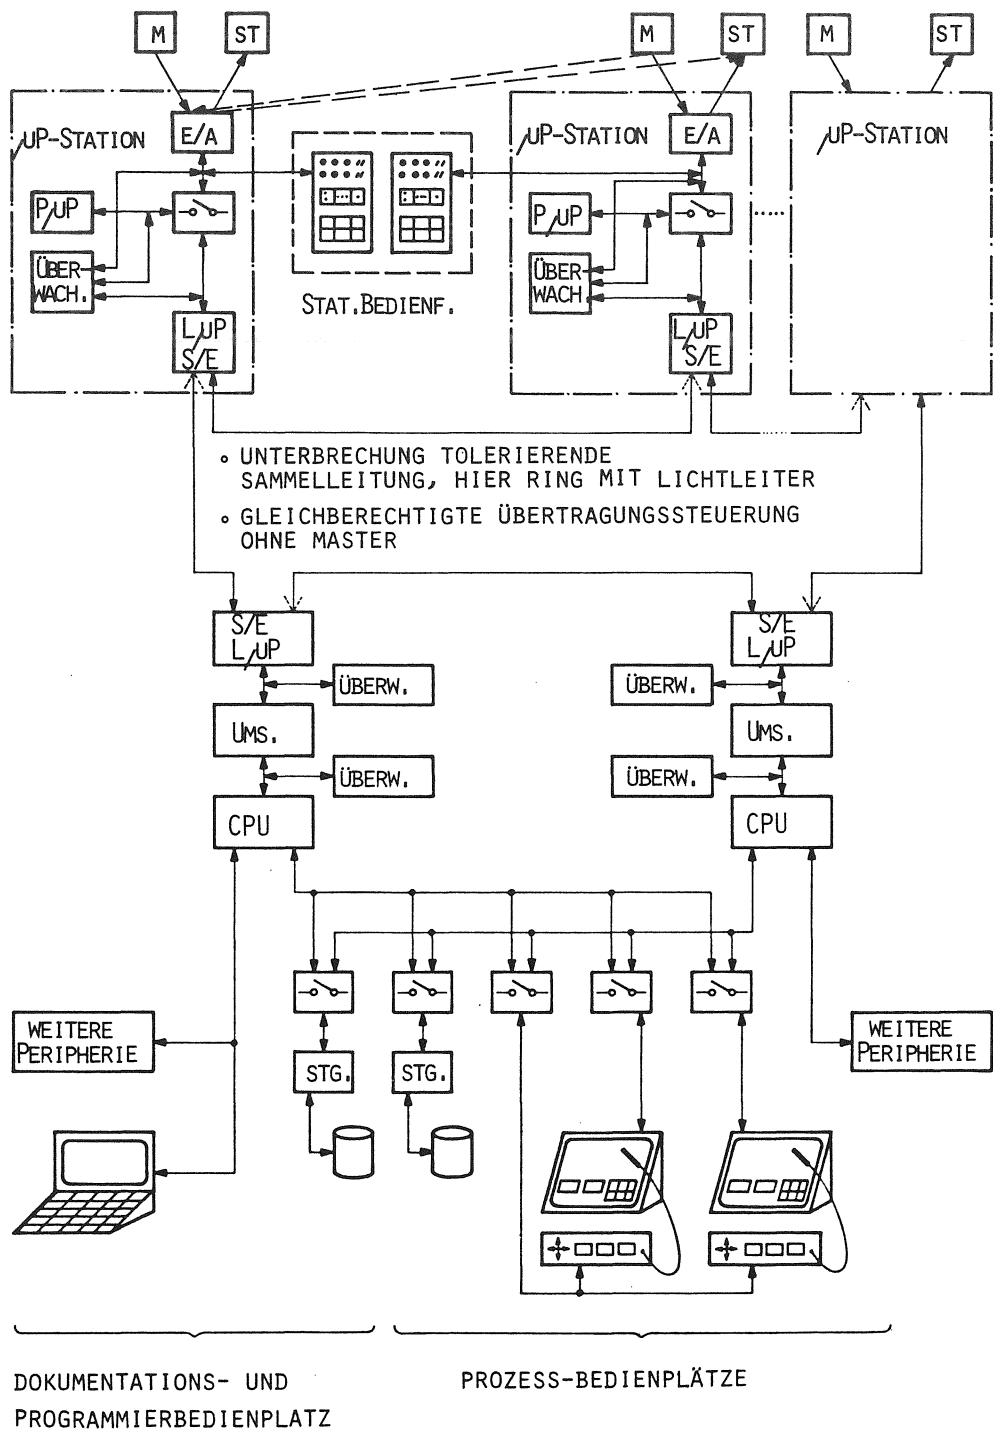 M
ST
M
ST
M
ST
µP-STATION
E/A
P/µP
ÜBER-
WACH.
L/µP
S/E
STAT.BEDIENF.
µP-STATION
E/A
P/µP
ÜBER
WACH
L/µP
S/E
µP-STATION
UNTERBRECHUNG TOLERIERENDE
SAMMELLEITUNG, HIER RING MIT LICHTLEITER
GLEICHBERECHTIGTE ÜBERTRAGUNGSSTEUERUNG
OHNE MASTER
S/E
L/µP
ÜBERW.
UMS.
ÜBERW.
CPU
S/E
L/µP
ÜBERW.
UMS.
ÜBERW.
CPU
WEITERE
PERIPHERIE
STG.
STG.
WEITERE
PERIPHERIE
DOKUMENTATIONS- UND
PROGRAMMIERBEDIENPLATZ
PROZESS-BEDIENPLÄTZE